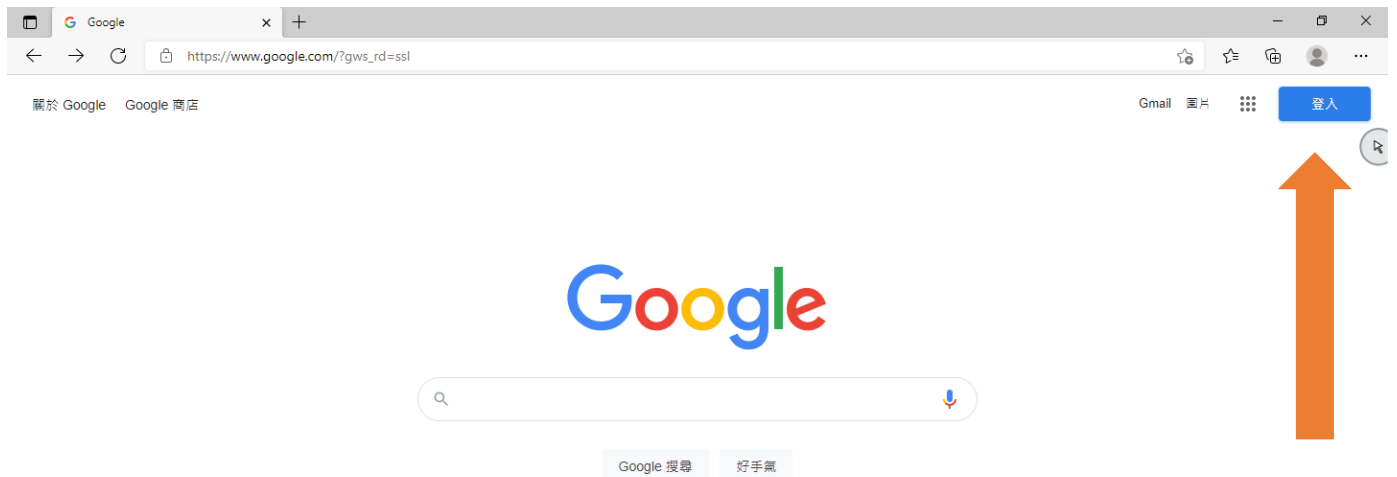 Google
https://www.google.com/?gws_rd=ssl
關於 Google Google 商店
Gmail 圖片
登入
Google
Google 搜尋
好手氣